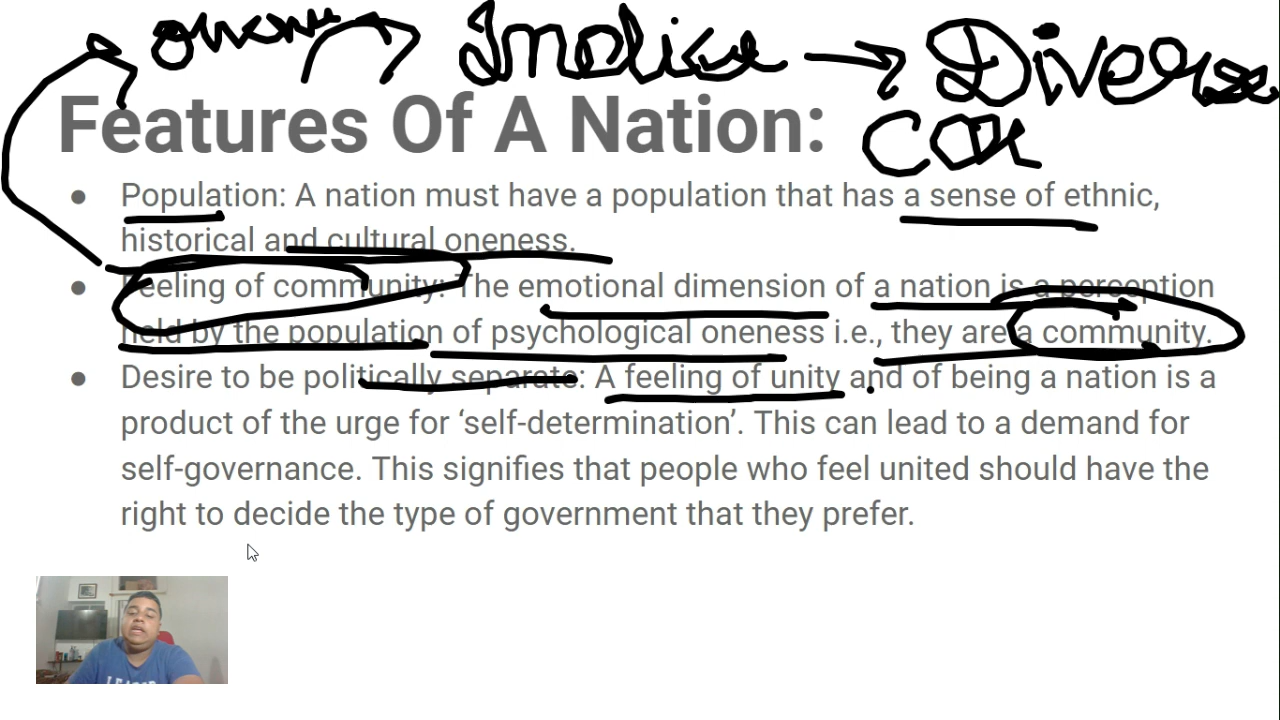 Diverse
Features Of A Nation:
● Population: A nation must have a population that has a sense of ethnic,
historical and cultural oneness.
● Feeling of community: The emotional dimension of a nation is a perception
held by the population of psychological oneness i.e., they are a community.
● Desire to be politically separate: A feeling of unity and of being a nation is a
product of the urge for ‘self-determination’. This can lead to a demand for
self-governance. This signifies that people who feel united should have the
right to decide the type of government that they prefer.